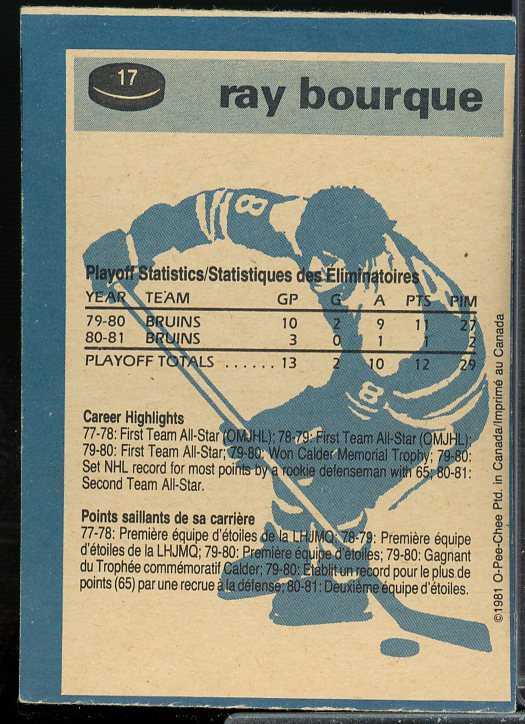 17
ray bourque
8
Playoff Statistics/Statistiques des Éliminatoires
YEAR TEAM GP G A PTS PIM
79-80 BRUINS 10 2 9 11 27
80-81 BRUINS 3 0 1 1 2
PLAYOFF TOTALS ...... 13 2 10 12 29
8
Career Highlights
77-78: First Team All-Star (OMJHL); 78-79: First Team All-Star (OMJHL);
79-80: First Team All-Star; 79-80: Won Calder Memorial Trophy; 79-80:
Set NHL record for most points by a rookie defenseman with 65; 80-81:
Second Team All-Star.
Points saillants de sa carrière
77-78: Première équipe d'étoiles de la LHJMO; 78-79: Première équipe
d'étoiles de la LHJMQ; 79-80: Première équipe d'étoiles; 79-80: Gagnant
du Trophée commémoratif Calder; 79-80: Établit un record pour le plus de
points (65) par une recrue à la défense; 80-81: Deuxième équipe d'étoiles.
©1981 O-Pee-Chee Ptd. in Canada/Imprimé au Canada